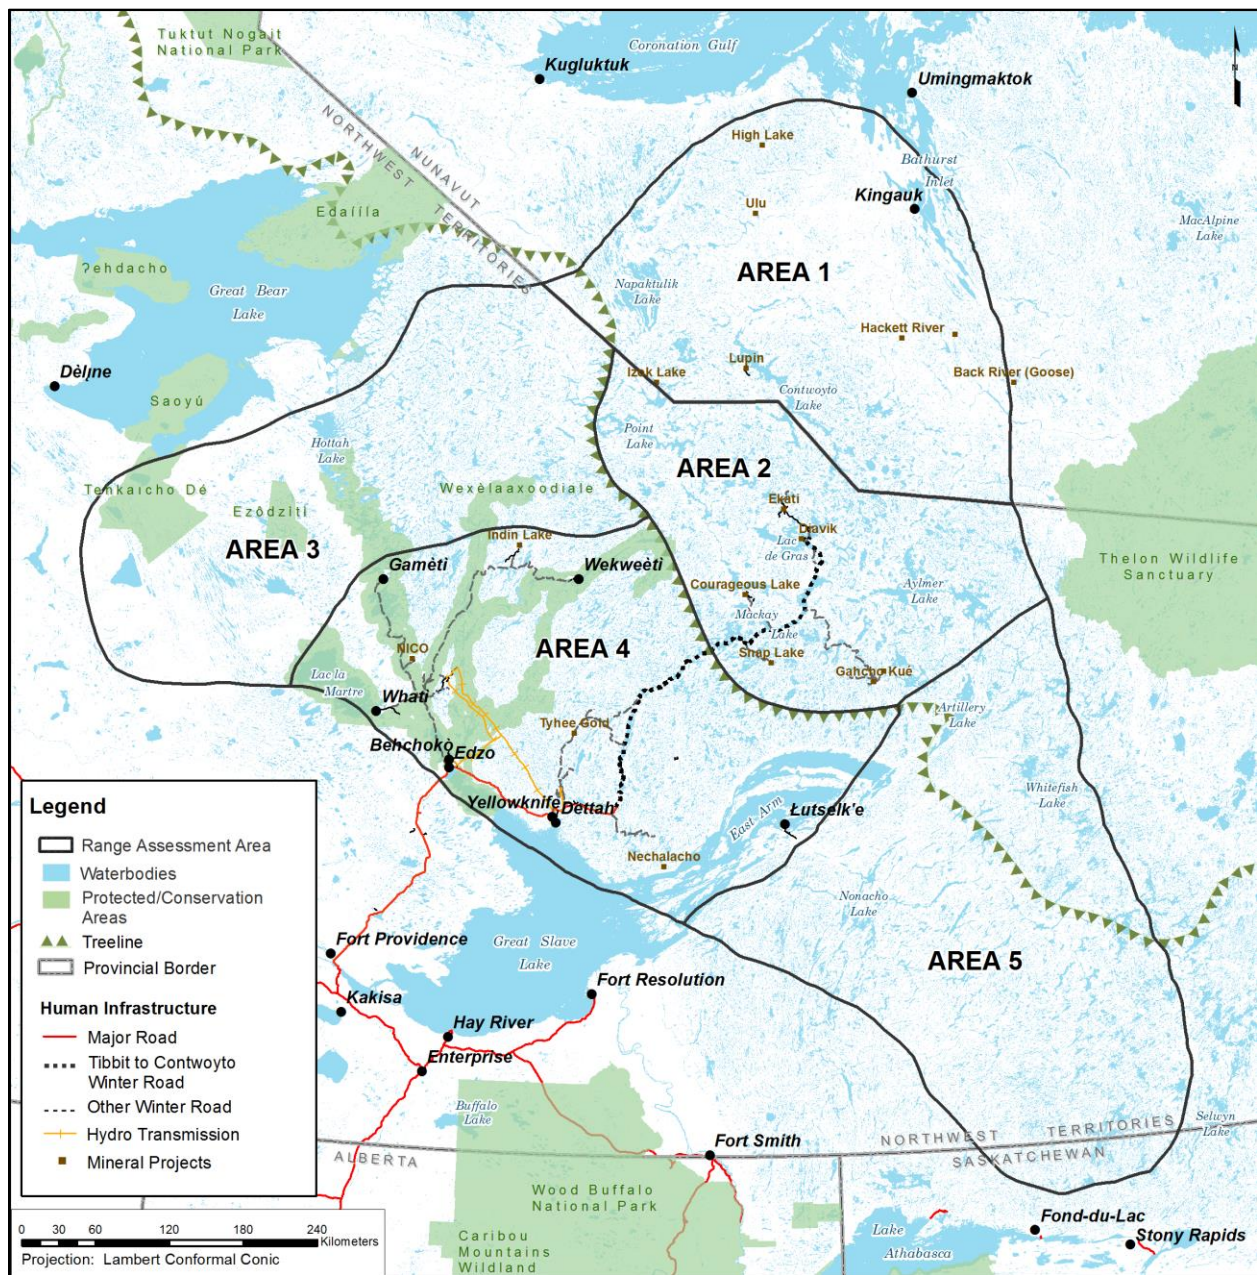 Tuktut Nogait
National Park
Coronation Gulf
Kugluktuk
Umingmaktok
NUNAVUT
NORTHWEST TERRITORIES
High Lake
Bathurst
Inlet
Kingauk
Ulu
MacAlpine
Lake
Edaíílą
Ɂehdacho
Great Bear
Lake
AREA 1
Napaktulik
Lake
Hackett River
Lupin
Izok Lake
Back River (Goose)
Contwoyto
Lake
Dèlı̨ne
Saoyú
Hottah
Lake
Point
Lake
AREA 2
Tenkaıcho Dé
Ezǫ̀dzìtì
Wexèlaaxoodiale
AREA 3
Ekati
Diavik
Lac
de Gras
Indin Lake
Gamètì
Wekweètì
Courageous Lake
Aylmer
Lake
Thelon Wildlife
Sanctuary
Mackay
Lake
AREA 4
NICO
Snap Lake
Gahcho Kué
Lac la
Martre
Whatì
Tyhee Gold
Artillery
Lake
Behchokò
Edzo
Yellowknife
Dettah
Łutselk'e
East Arm
Whitefish
Lake
Nechalacho
Nonacho
Lake
AREA 5
Great Slave
Lake
Fort Providence
Kakisa
Fort Resolution
Hay River
Enterprise
Buffalo
Lake
Fort Smith
ALBERTA
NORTHWEST TERRITORIES
SASKATCHEWAN
Selwyn
Lake
Wood Buffalo
National Park
Caribou
Mountains
Wildland
Lake
Athabasca
Fond-du-Lac
Stony Rapids
N
Legend
Range Assessment Area
Waterbodies
Protected/Conservation
Areas
Treeline
Provincial Border
Human Infrastructure
Major Road
Tibbit to Contwoyto
Winter Road
Other Winter Road
Hydro Transmission
Mineral Projects
0 30 60 120 180 240
Kilometers
Projection: Lambert Conformal Conic